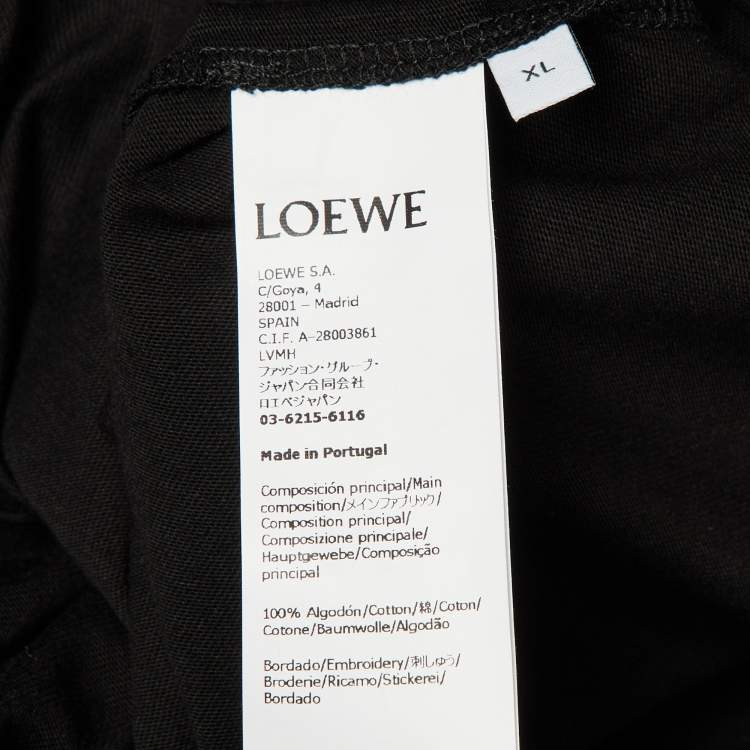 XL
LOEWE
LOEWE S.A.
C/Goya, 4
28001 – Madrid
SPAIN
C.I.F. A-28003861
LVMH
ファッション・グループ・
ジャパン合同会社
ロエベジャパン
03-6215-6116
Made in Portugal
Composición principal/Main
composition/メインファブリック/
Composition principal/
Composizione principale/
Hauptgewebe/Composição
principal
100% Algodón/Cotton/綿/Coton/
Cotone/Baumwolle/Algodão
Bordado/Embroidery/刺しゅう/
Broderie/Ricamo/Stickerei/
Bordado